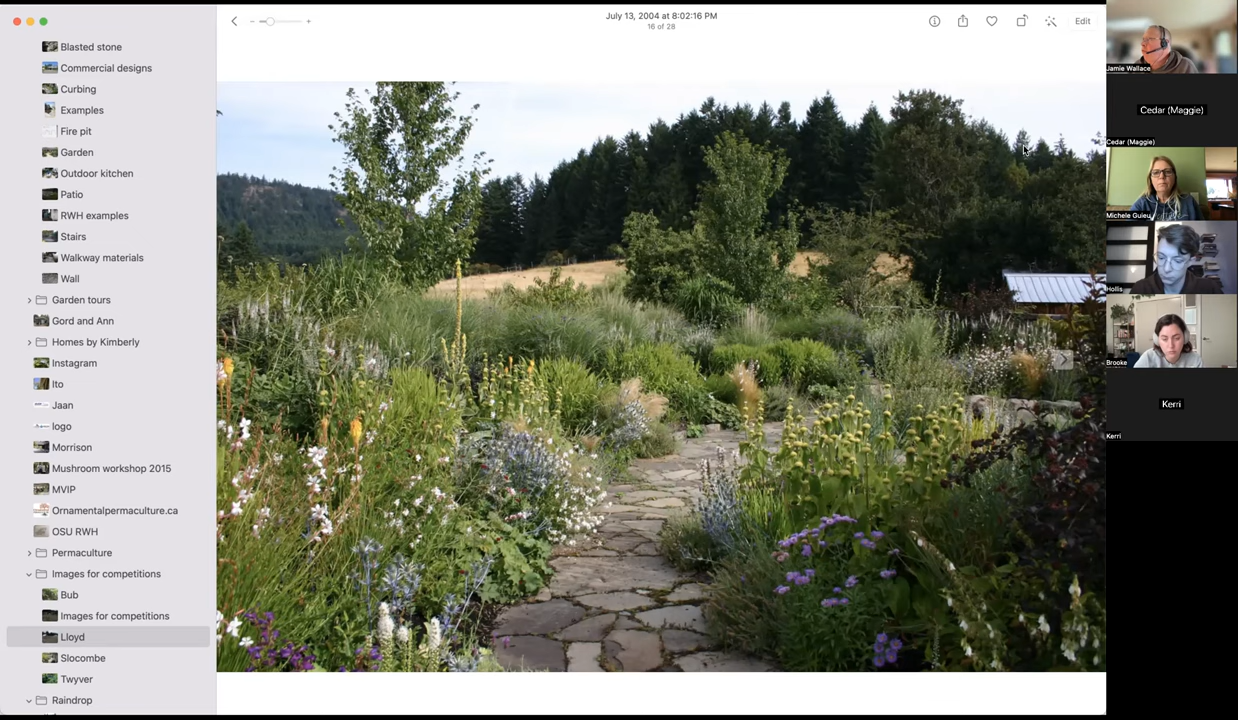 July 13, 2004 at 8:02:16 PM
16 of 28
Edit
Blasted stone
Commercial designs
Curbing
Examples
Fire pit
Garden
Outdoor kitchen
Patio
RWH examples
Stairs
Walkway materials
Wall
Garden tours
Gord and Ann
Homes by Kimberly
Instagram
Ito
Jaan
logo
Morrison
Mushroom workshop 2015
MVIP
Ornamentalpermaculture.ca
OSU RWH
Permaculture
Images for competitions
Bub
Images for competitions
Lloyd
Slocombe
Twyver
Raindrop
Jamie Wallace
Cedar (Maggie)
Cedar (Maggie)
Michele Guieu
Hollis
Brooke
Kerri
Kerri